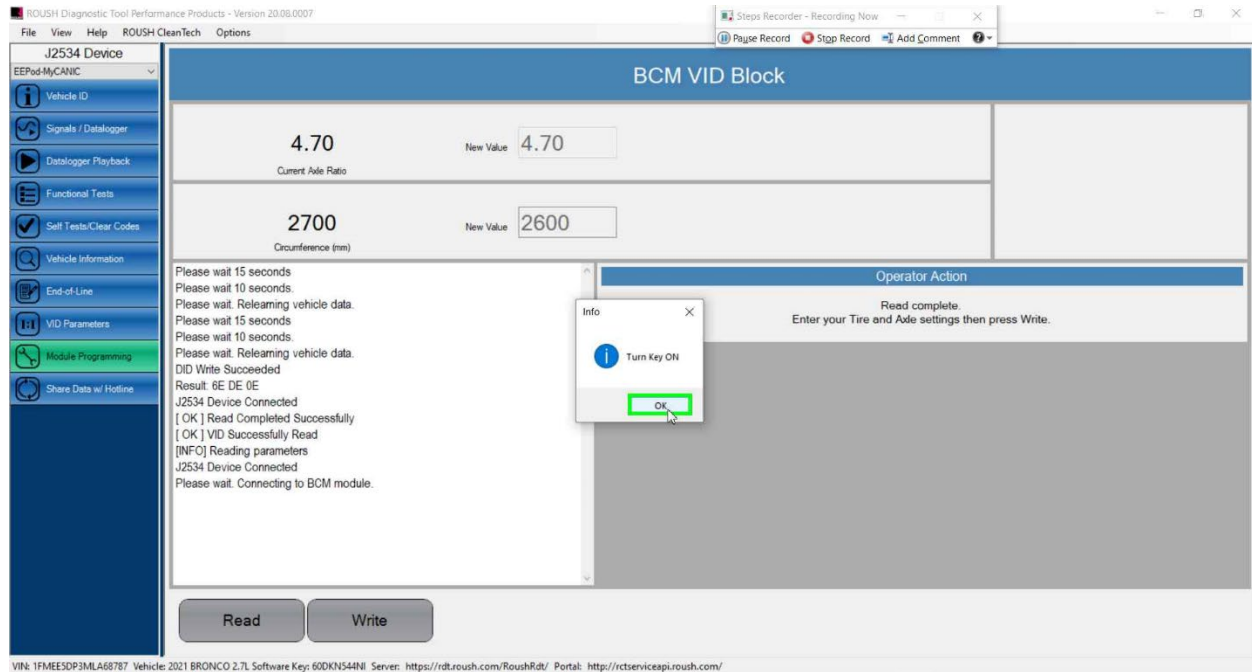 ROUSH Diagnostic Tool Performance Products - Version 20.08.0007
Steps Recorder - Recording Now
File View Help ROUSH CleanTech Options
Pause Record Stop Record Add Comment
J2534 Device
EEPod-MyCANIC
Vehicle ID
Signals / Datalogger
Datalogger Playback
Functional Tests
Self Tests/Clear Codes
Vehicle Information
End-of-Line
1:1 VID Parameters
Module Programming
Share Data w/ Hotline
BCM VID Block
4.70 New Value 4.70
Current Axle Ratio
2700 New Value 2600
Circumference (mm)
Please wait 15 seconds
Please wait 10 seconds.
Please wait. Relearning vehicle data.
Please wait 15 seconds
Please wait 10 seconds.
Please wait. Relearning vehicle data.
DID Write Succeeded
Result: 6E DE 0E
J2534 Device Connected
[ OK ] Read Completed Successfully
[ OK ] VID Successfully Read
[INFO] Reading parameters
J2534 Device Connected
Please wait. Connecting to BCM module.
Operator Action
Read complete.
Enter your Tire and Axle settings then press Write.
Info
Turn Key ON
OK
Read Write
VIN: 1FMEE5DP3MLA68787 Vehicle: 2021 BRONCO 2.7L Software Key: 60DKN544NI Server: https://rdt.roush.com/RoushRdt/ Portal: http://rctserviceapi.roush.com/